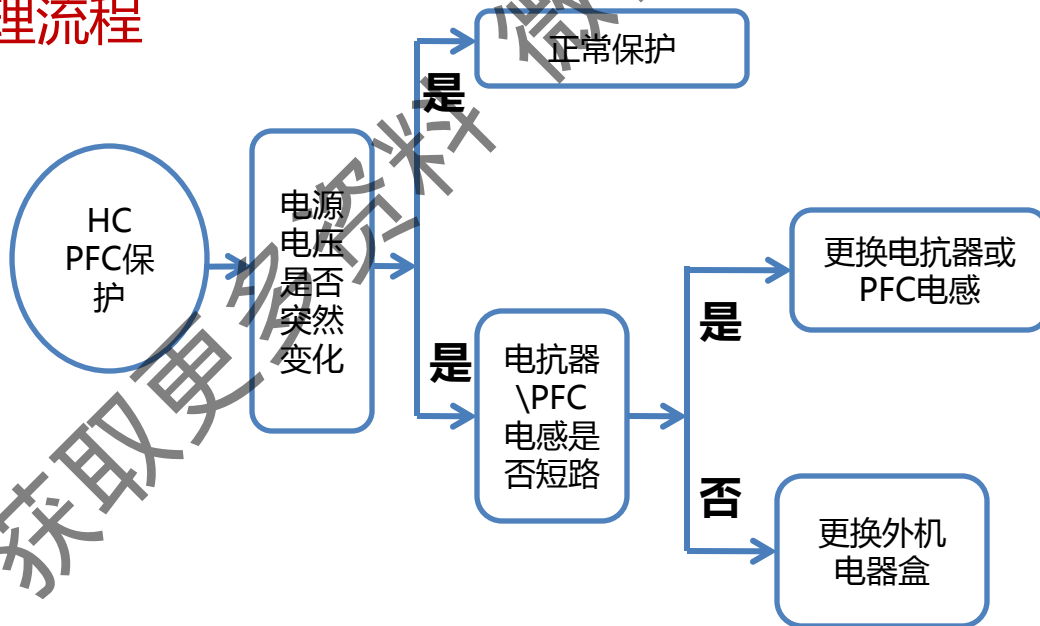 理流程
正常保护
是
HC
PFC保
护
电源
电压
是否
突然
变化
更换电抗器或
PFC电感
是
是
电抗器
\PFC
电感是
否短路
否
更换外机
电器盒
获取更多资料 微